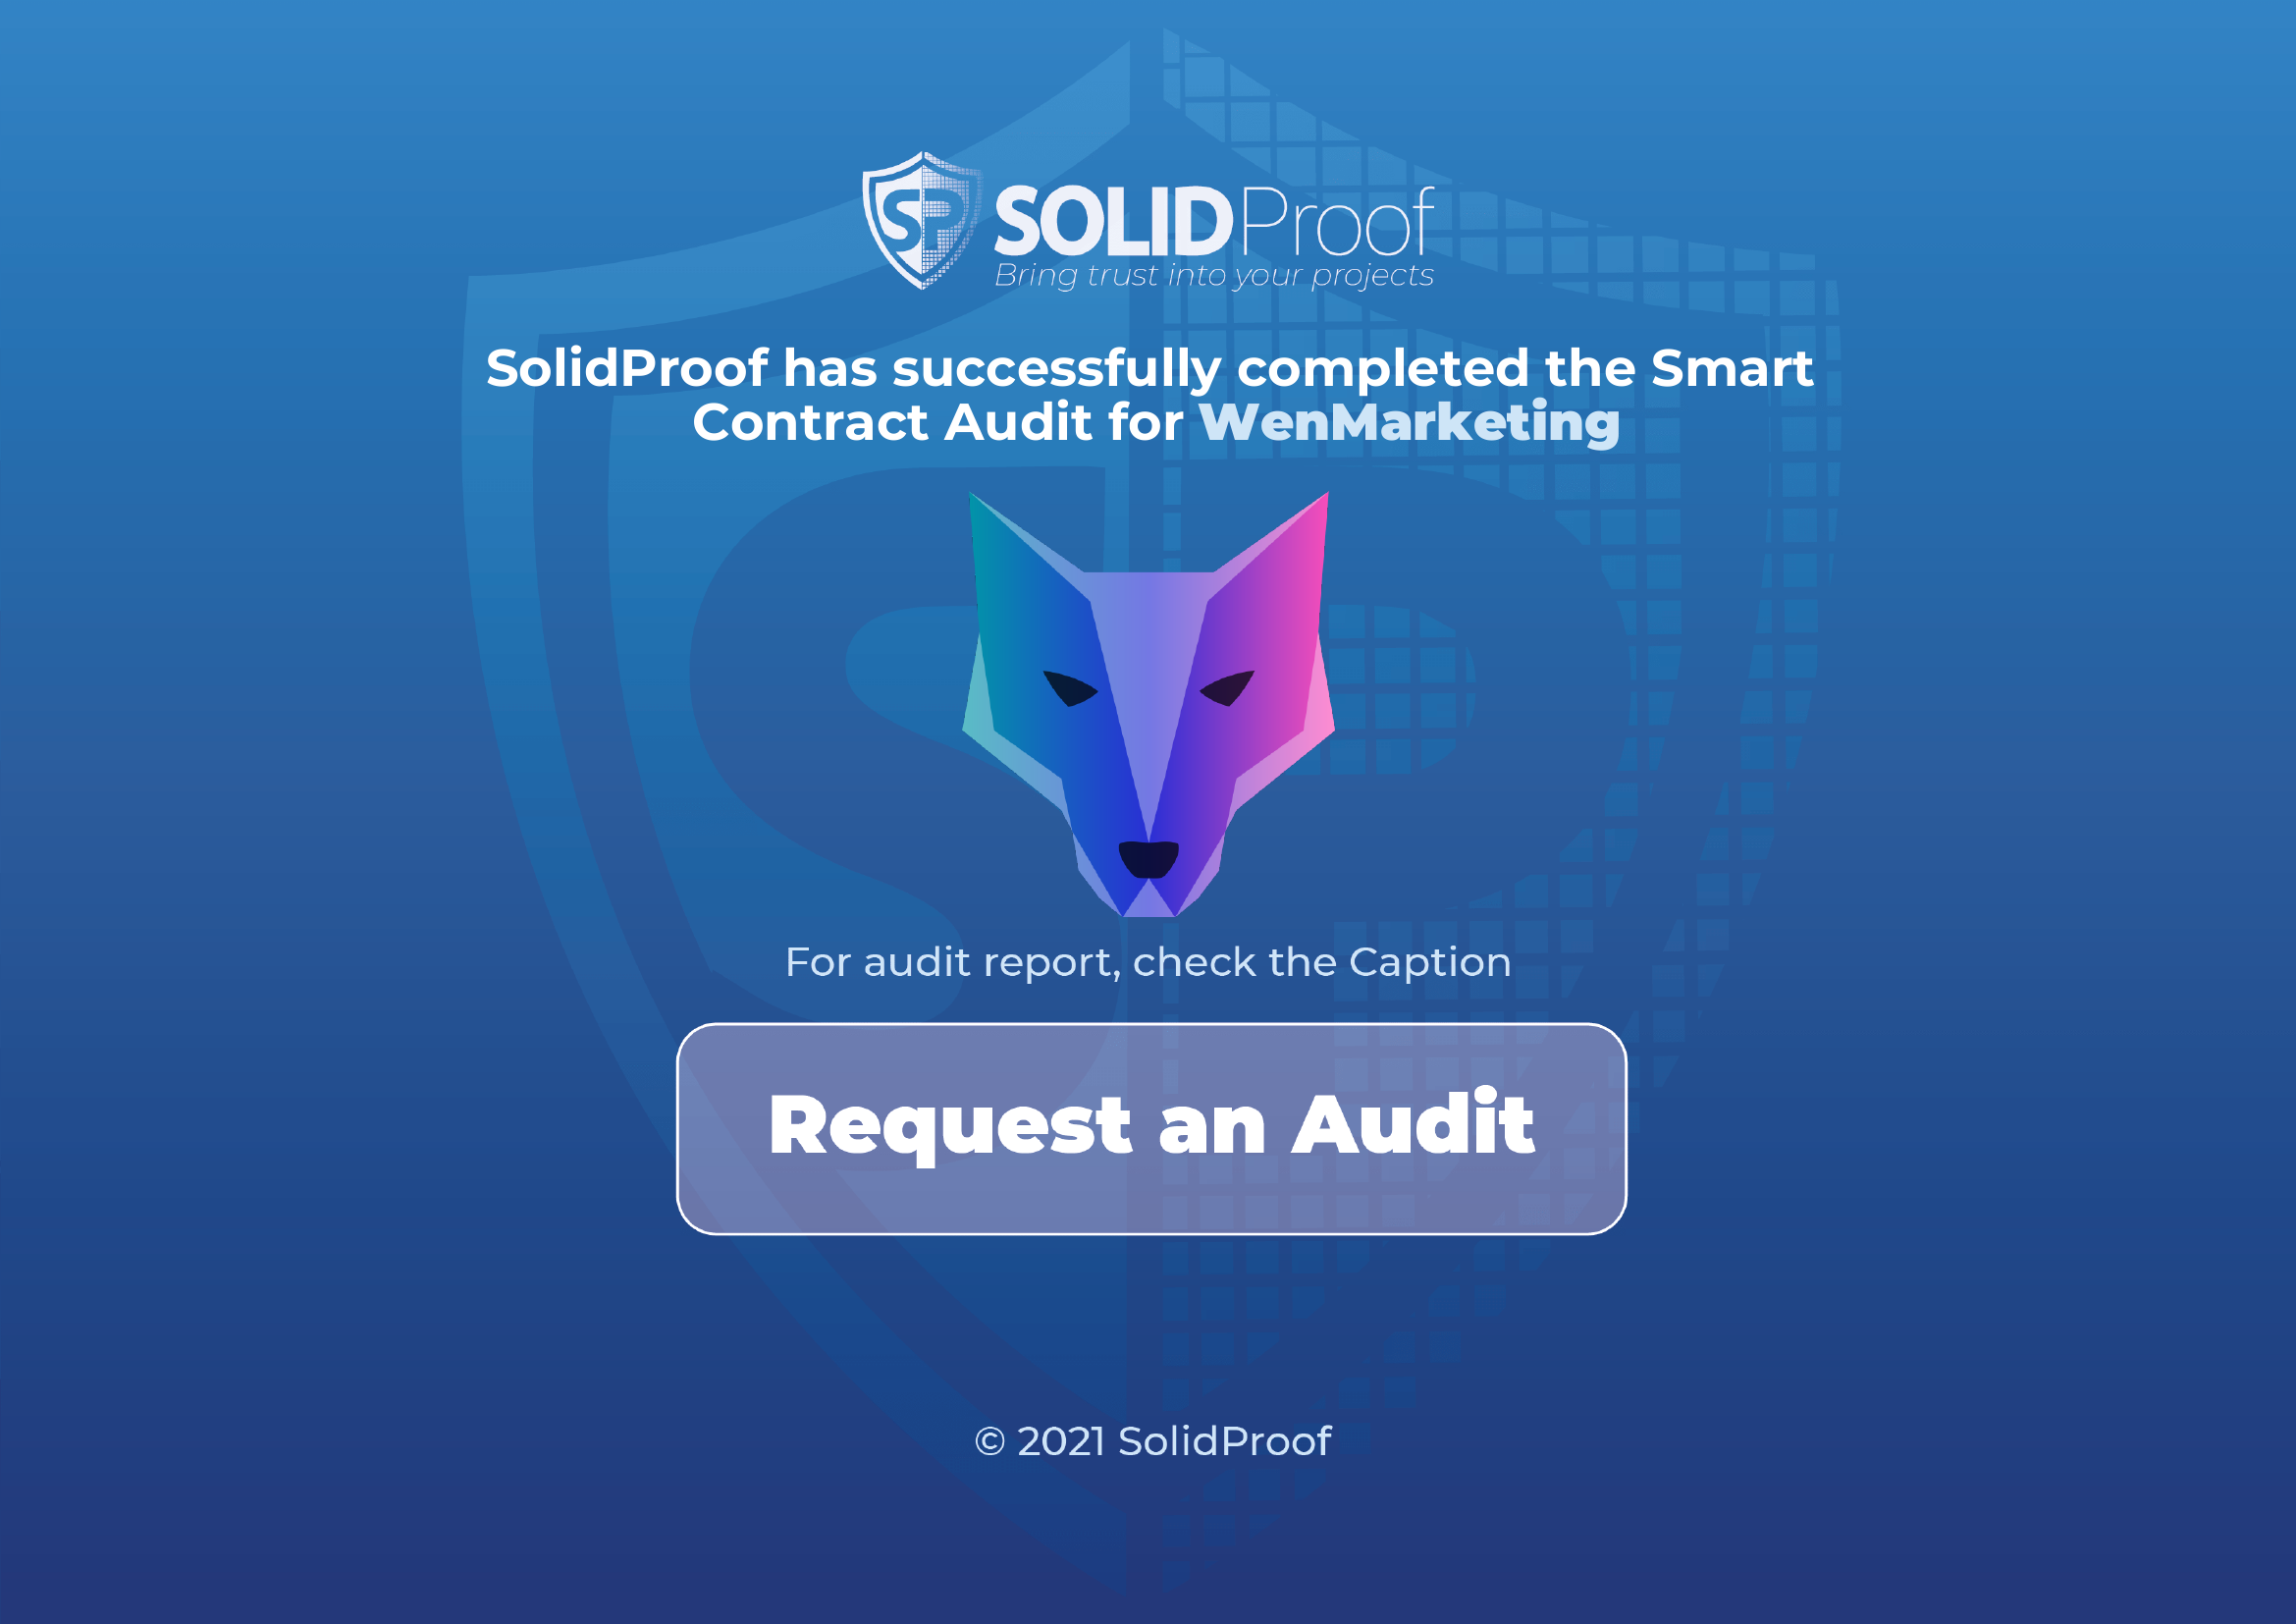 SP SOLIDProof
Bring trust into your projects
SolidProof has successfully completed the Smart
Contract Audit for WenMarketing
For audit report, check the Caption
Request an Audit
© 2021 SolidProof